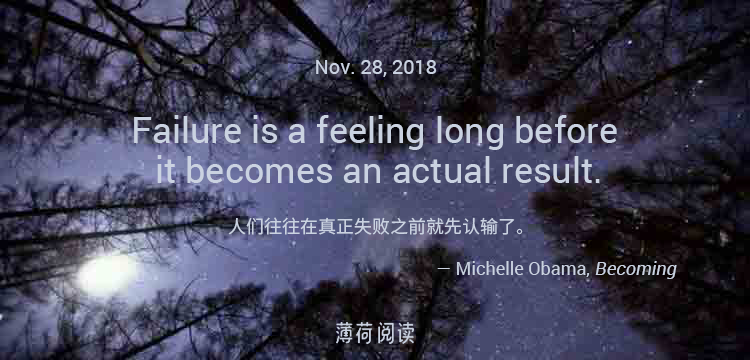 Nov. 28, 2018
Failure is a feeling long before
it becomes an actual result.
人们往往在真正失败之前就先认输了。
— Michelle Obama, Becoming
薄荷阅读